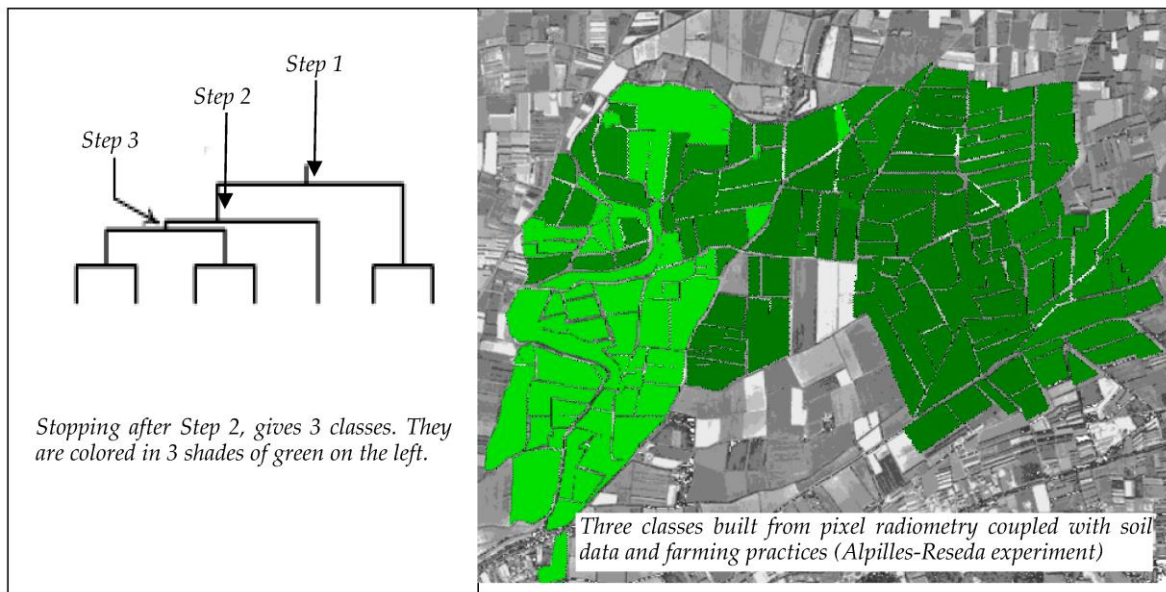 Step 1
Step 2
Step 3
Stopping after Step 2, gives 3 classes. They
are colored in 3 shades of green on the left.
Three classes built from pixel radiometry coupled with soil
data and farming practices (Alpilles-Reseda experiment)